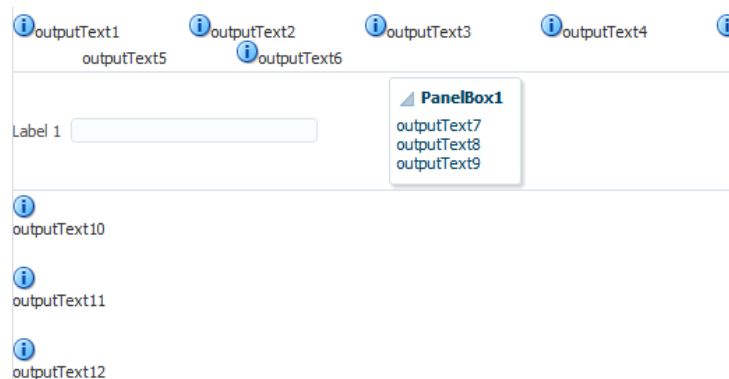 outputText1 outputText2 outputText3 outputText4
outputText5 outputText6
PanelBox1
Label 1
outputText7
outputText8
outputText9
outputText10
outputText11
outputText12